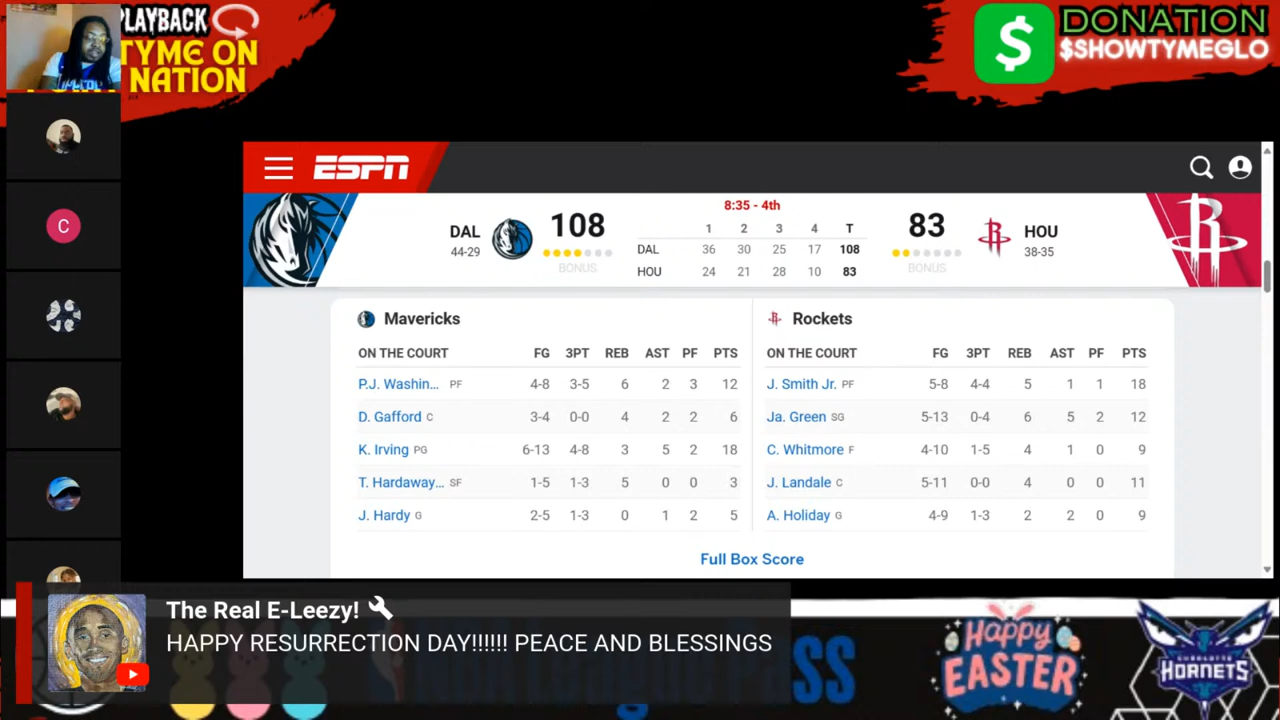 PLAYBACK
TYME ON
NATION
DONATION
$SHOWTYMEGLO
$
ESPN
8:35 - 4th
DAL 108 1 2 3 4 T 83 HOU
44-29 DAL 36 30 25 17 108 38-35
BONUS HOU 24 21 28 10 83 BONUS
C
Mavericks
ON THE COURT FG 3PT REB AST PF PTS
P.J. Washin... PF 4-8 3-5 6 2 3 12
D. Gafford C 3-4 0-0 4 2 2 6
K. Irving PG 6-13 4-8 3 5 2 18
T. Hardaway... SF 1-5 1-3 5 0 0 3
J. Hardy G 2-5 1-3 0 1 2 5
Rockets
ON THE COURT FG 3PT REB AST PF PTS
J. Smith Jr. PF 5-8 4-4 5 1 1 18
Ja. Green SG 5-13 0-4 6 5 2 12
C. Whitmore F 4-10 1-5 4 1 0 9
J. Landale C 5-11 0-0 4 0 0 11
A. Holiday G 4-9 1-3 2 2 0 9
Full Box Score
The Real E-Leezy!
HAPPY RESURRECTION DAY!!!!!! PEACE AND BLESSINGS
SS
Happy
EASTER
CHARLOTTE
HORNETS